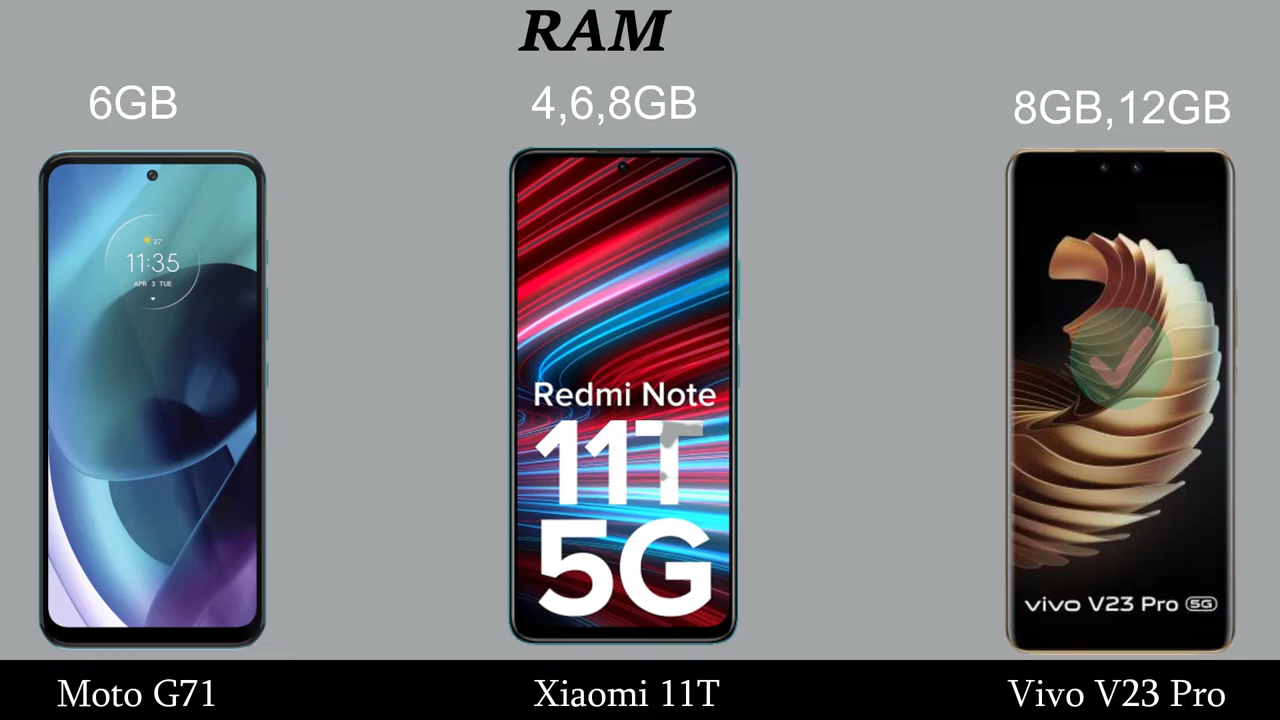 RAM
6GB
4,6,8GB
8GB,12GB
27°
11:35
APR 3 TUE
Redmi Note
11T
5G
vivo V23 Pro 5G
Moto G71
Xiaomi 11T
Vivo V23 Pro